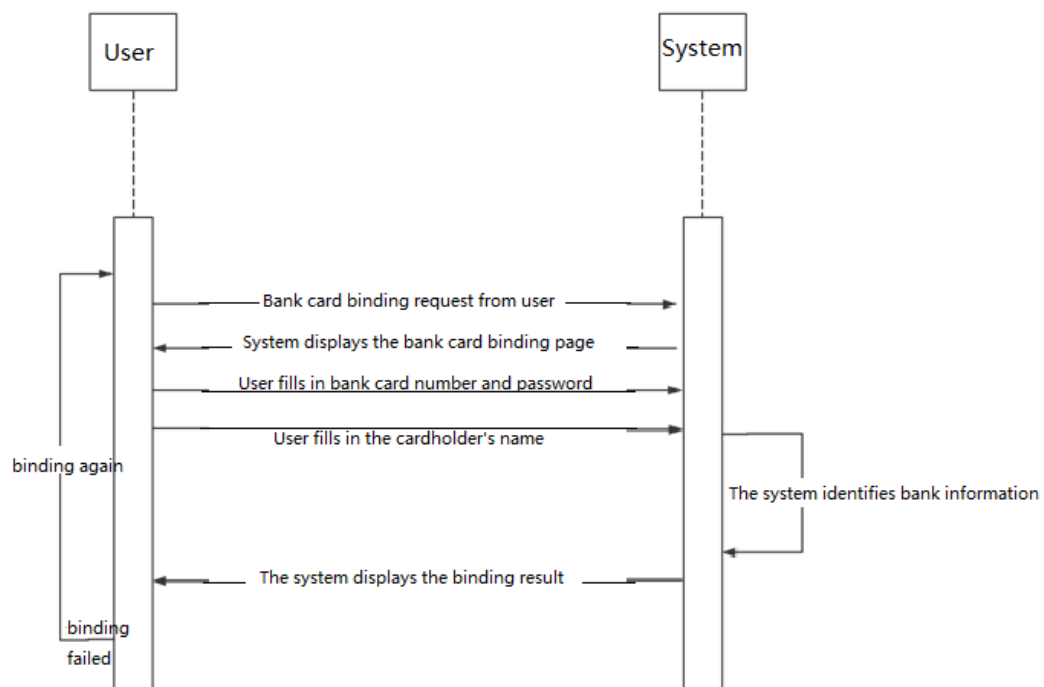 User
System
Bank card binding request from user
System displays the bank card binding page
User fills in bank card number and password
User fills in the cardholder's name
binding again
The system identifies bank information
The system displays the binding result
binding
failed